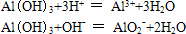 Al(OH)₃+3H⁺ ═ Al³⁺+3H₂O
Al(OH)₃+OH⁻ ═ AlO₂⁻+2H₂O